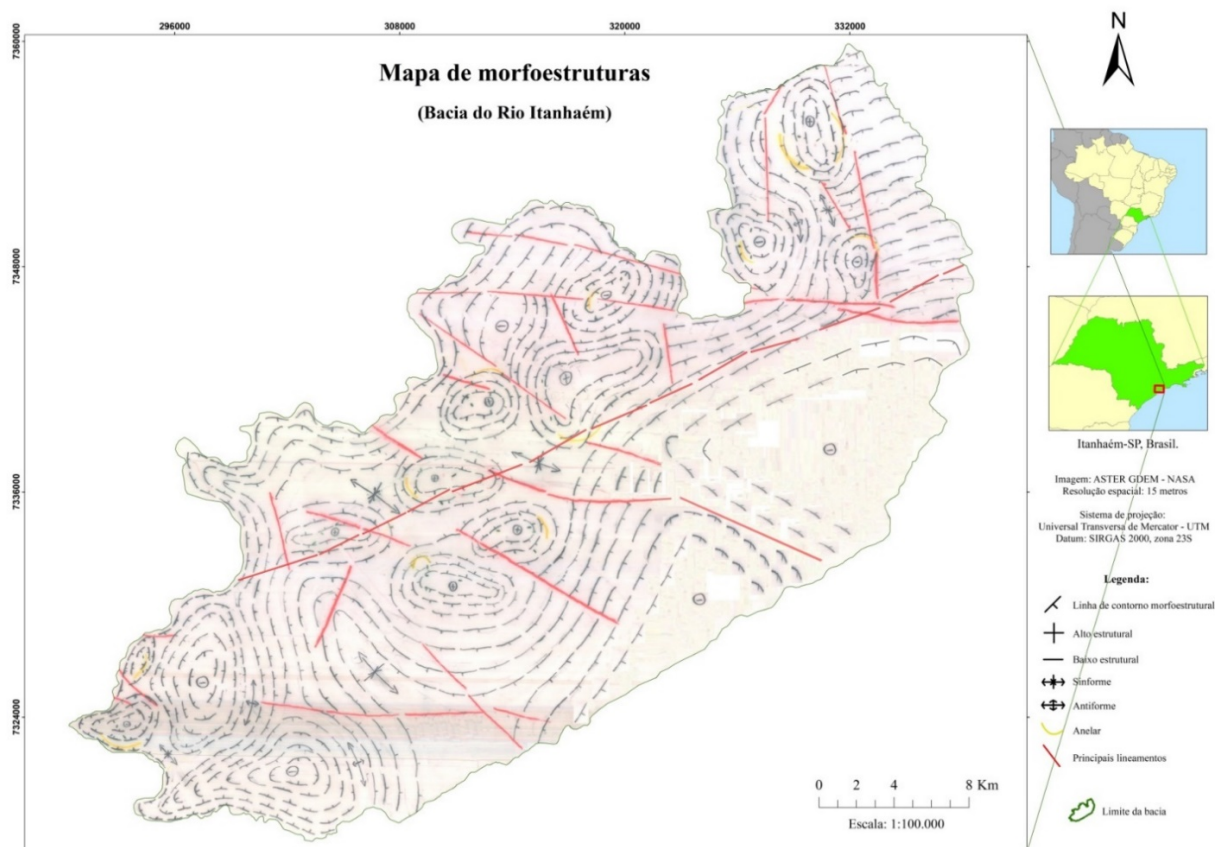 296000
308000
320000
332000
7360000
7348000
7336000
7324000
Mapa de morfoestruturas
(Bacia do Rio Itanhaém)
N
Itanhaém-SP, Brasil.
Imagem: ASTER GDEM - NASA
Resolução espacial: 15 metros
Sistema de projeção:
Universal Transversa de Mercator - UTM
Datum: SIRGAS 2000, zona 23S
Legenda:
Linha de contorno morfoestrutural
Alto estrutural
Baixo estrutural
Sinforme
Antiforme
Anelar
Principais lineamentos
Limite da bacia
0 2 4 8 Km
Escala: 1:100.000